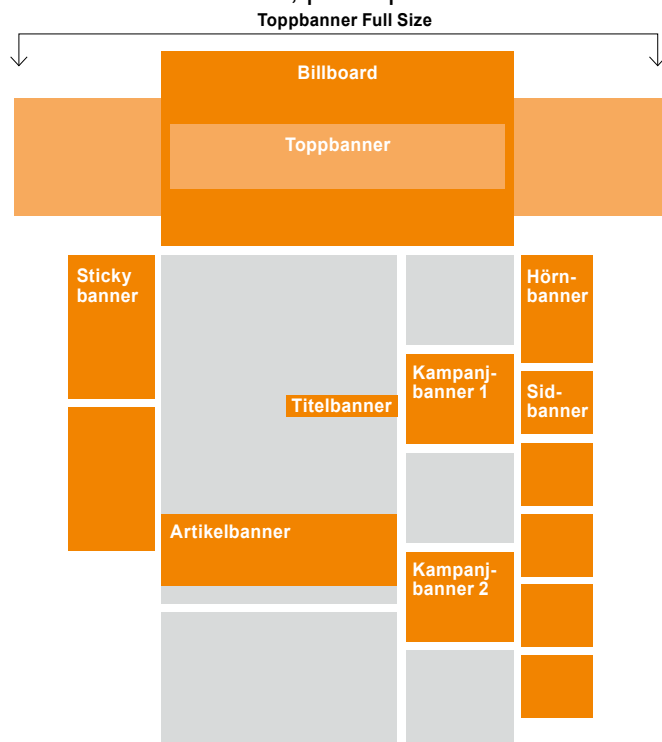 Toppbanner Full Size
Billboard
Toppbanner
Sticky
banner
Hörn-
banner
Kampanj-
banner 1
Sid-
banner
Titelbanner
Artikelbanner
Kampanj-
banner 2